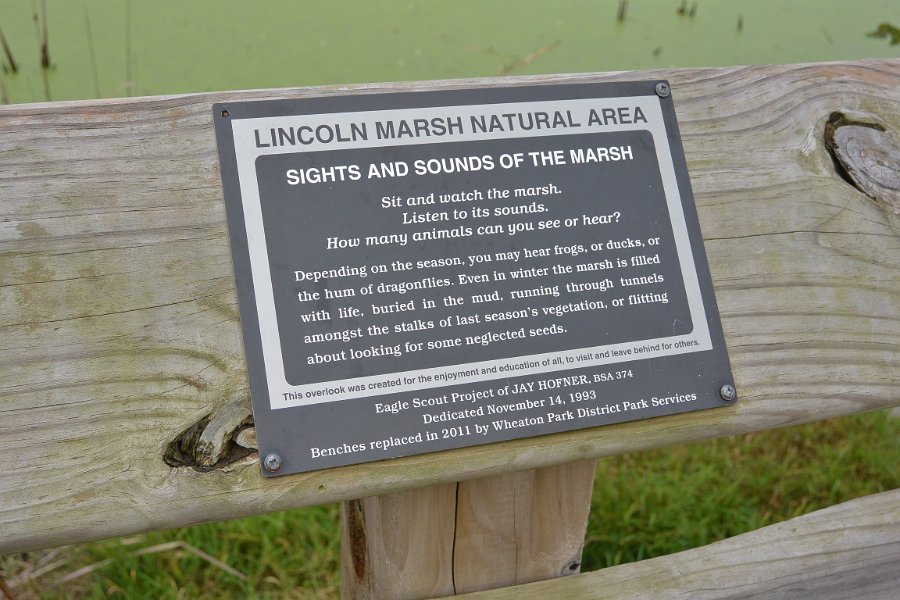 LINCOLN MARSH NATURAL AREA
SIGHTS AND SOUNDS OF THE MARSH
Sit and watch the marsh.
Listen to its sounds.
How many animals can you see or hear?
Depending on the season, you may hear frogs, or ducks, or
the hum of dragonflies. Even in winter the marsh is filled
with life, buried in the mud, running through tunnels
amongst the stalks of last season's vegetation, or flitting
about looking for some neglected seeds.
This overlook was created for the enjoyment and education of all, to visit and leave behind for others.
Eagle Scout Project of JAY HOFNER, BSA 374
Dedicated November 14, 1993
Benches replaced in 2011 by Wheaton Park District Park Services